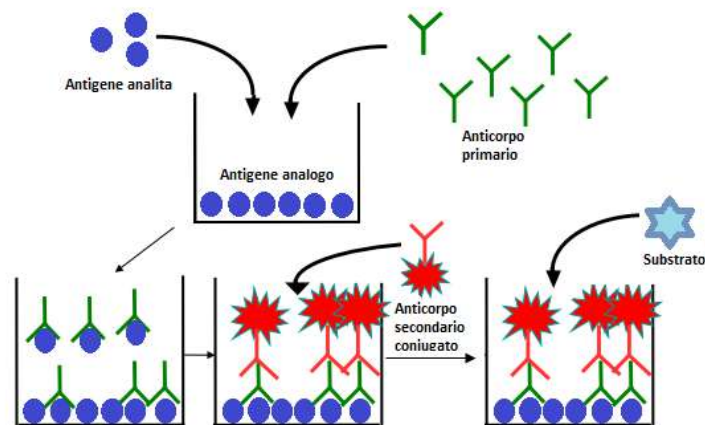 Antigene analita
Anticorpo
primario
Antigene analogo
Substrato
Anticorpo
secondario
coniugato